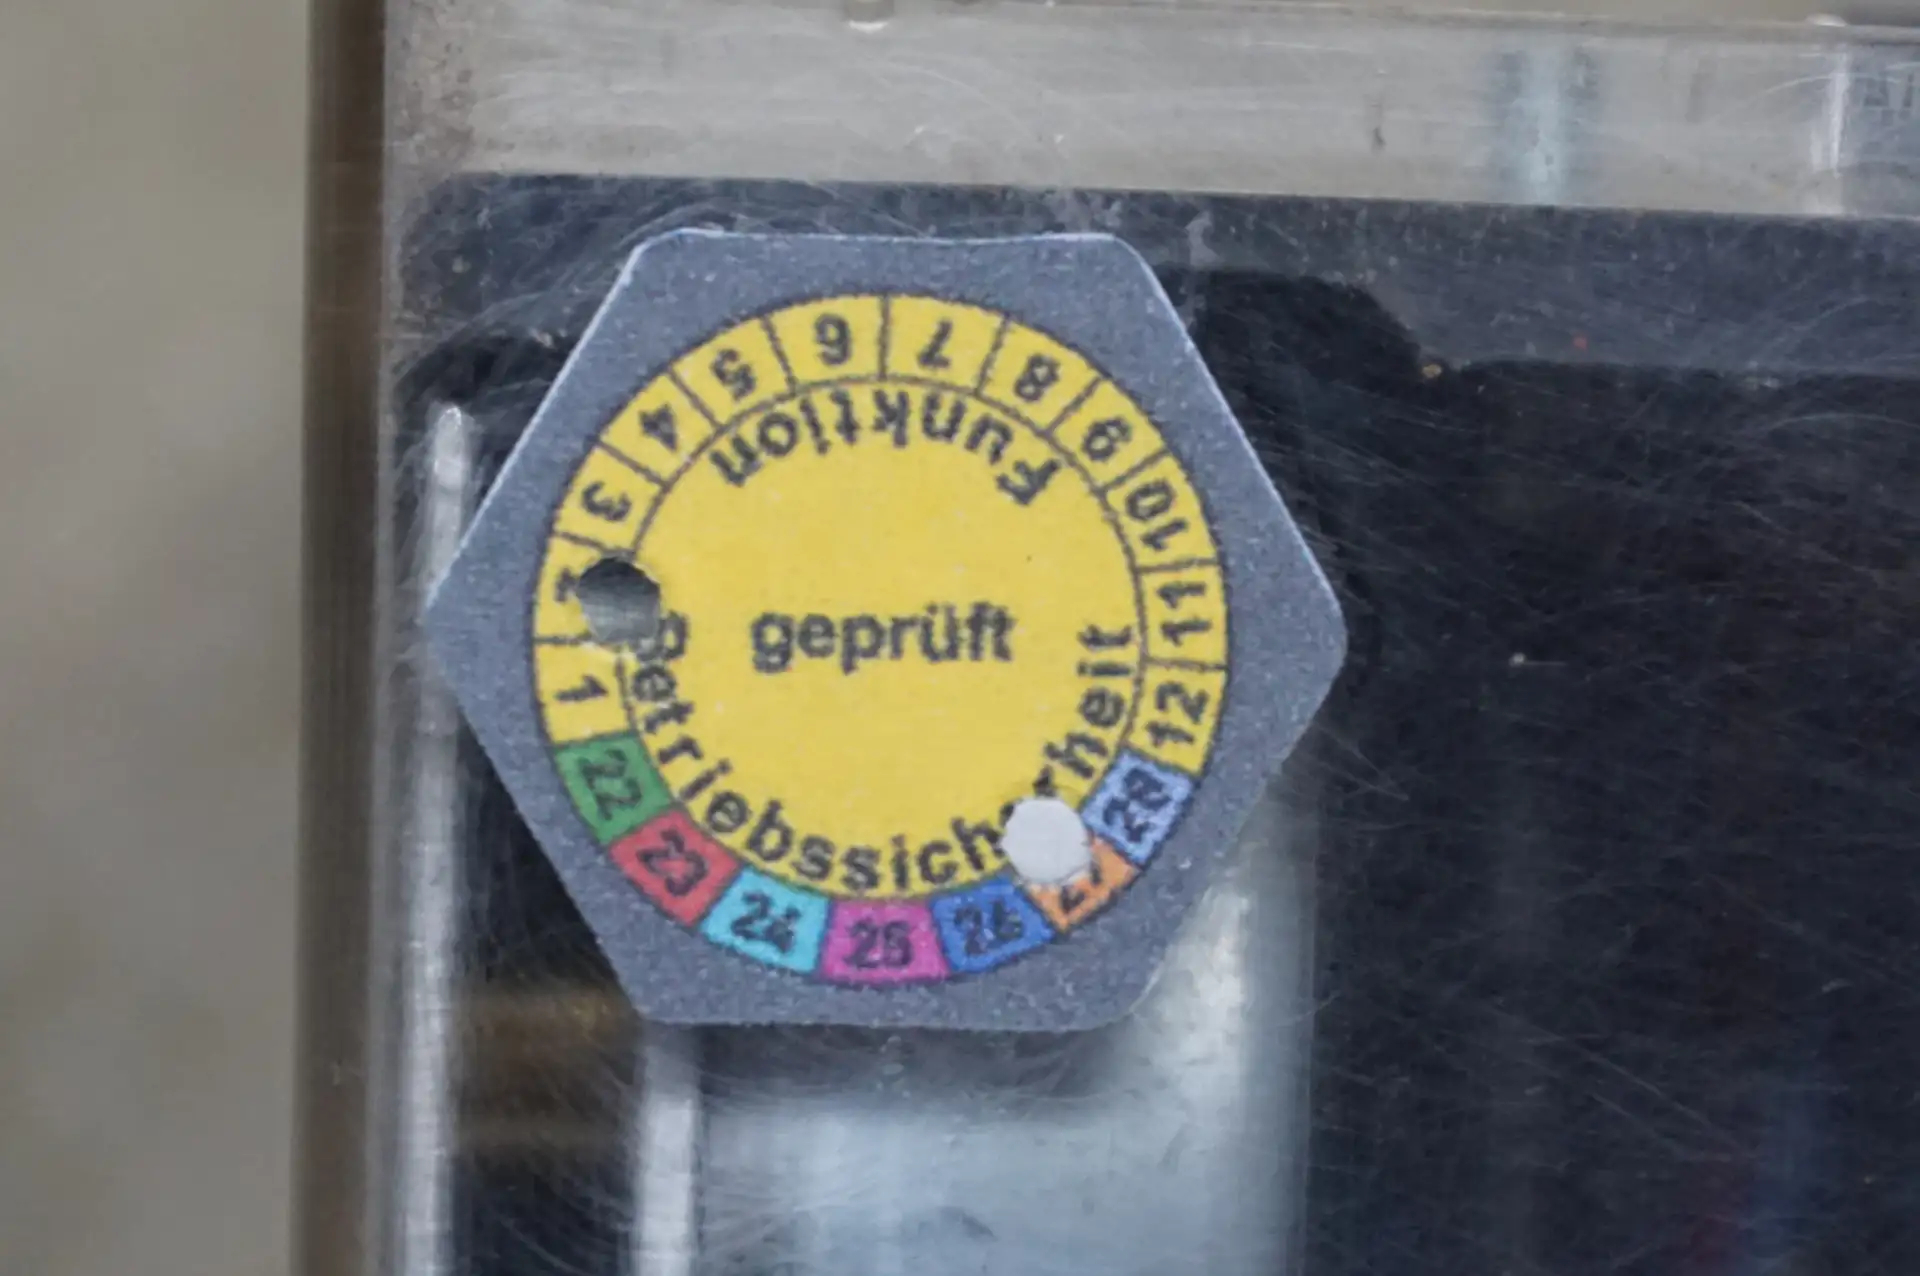 1 2 3 4 5 6 7 8 9 10 11 12
Funktion
geprüft
Betriebssicherheit
22 23 24 25 26 27 28